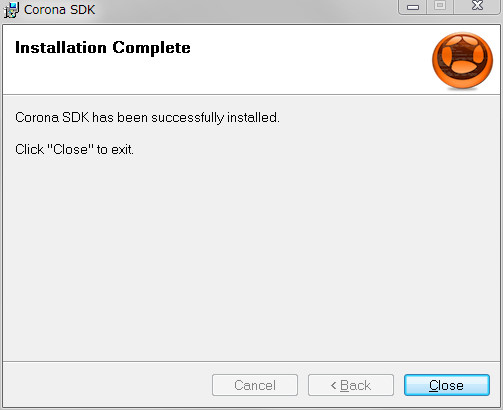 Corona SDK
Installation Complete
Corona SDK has been successfully installed.
Click "Close" to exit.
Cancel
< Back
Close